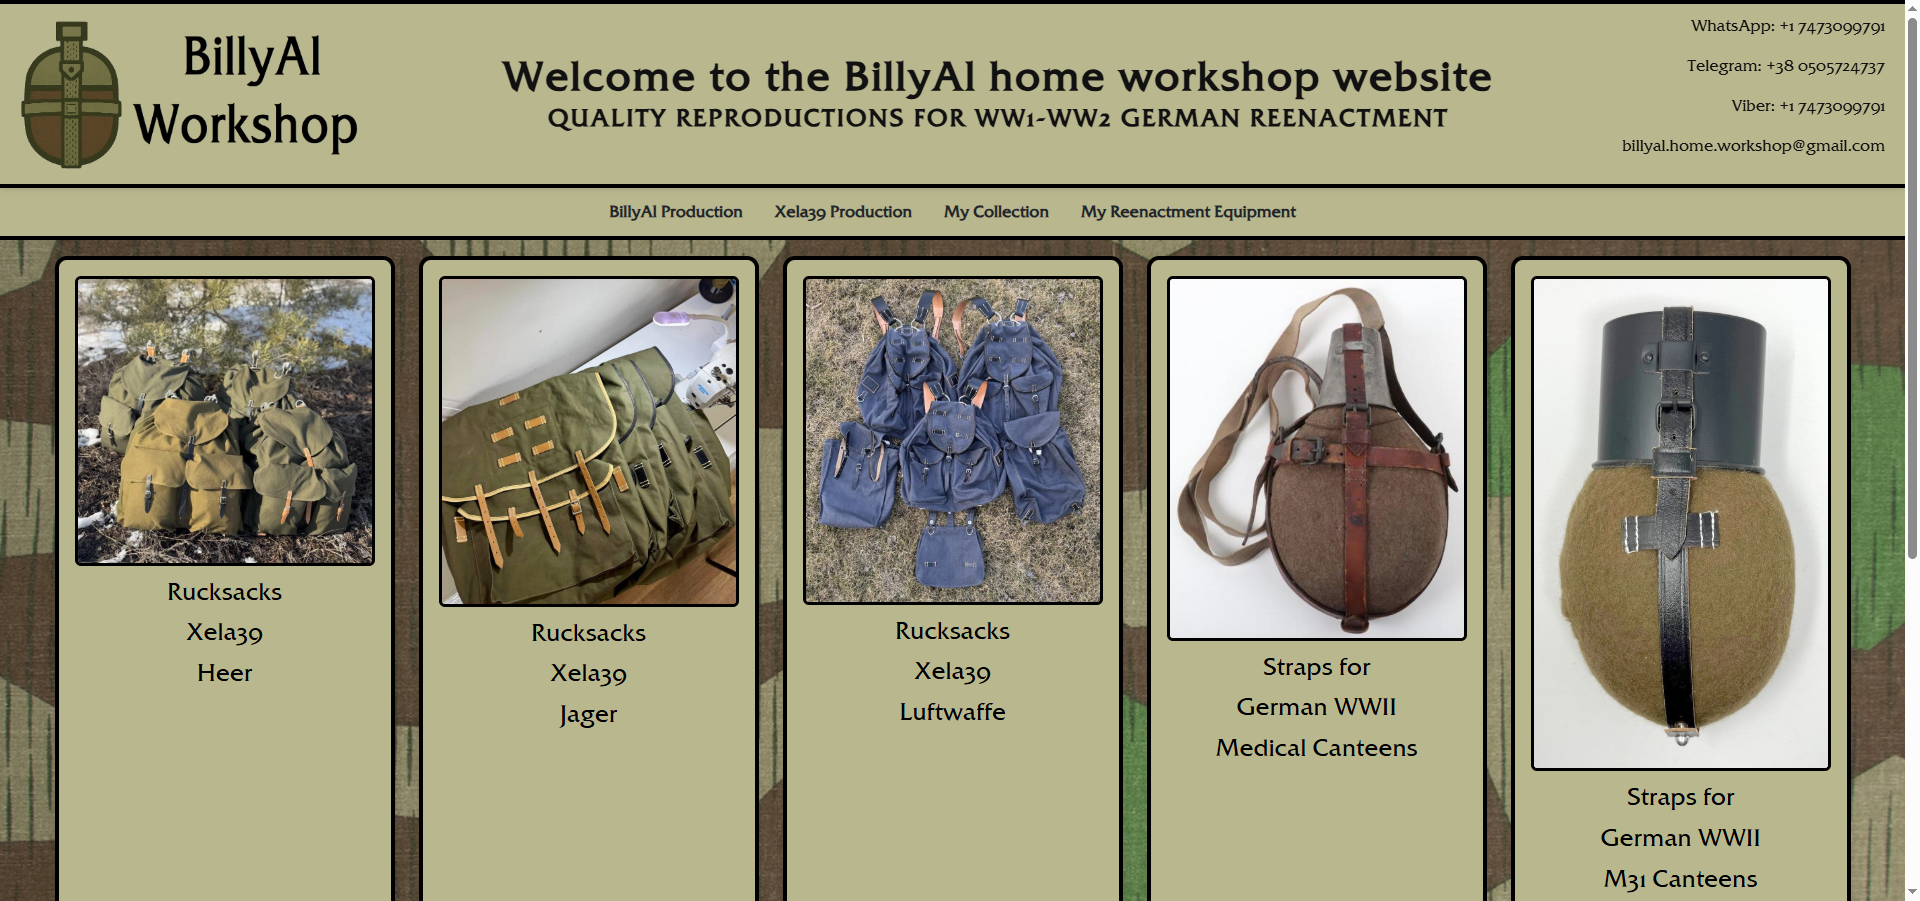 BillyAl
Workshop
Welcome to the BillyAl home workshop website
QUALITY REPRODUCTIONS FOR WW1-WW2 GERMAN REENACTMENT
WhatsApp: +1 7473099791
Telegram: +38 0505724737
Viber: +1 7473099791
billyal.home.workshop@gmail.com
BillyAl Production
Xela39 Production
My Collection
My Reenactment Equipment
Rucksacks
Xela39
Heer
Rucksacks
Xela39
Jager
Rucksacks
Xela39
Luftwaffe
Straps for
German WWII
Medical Canteens
Straps for
German WWII
M31 Canteens